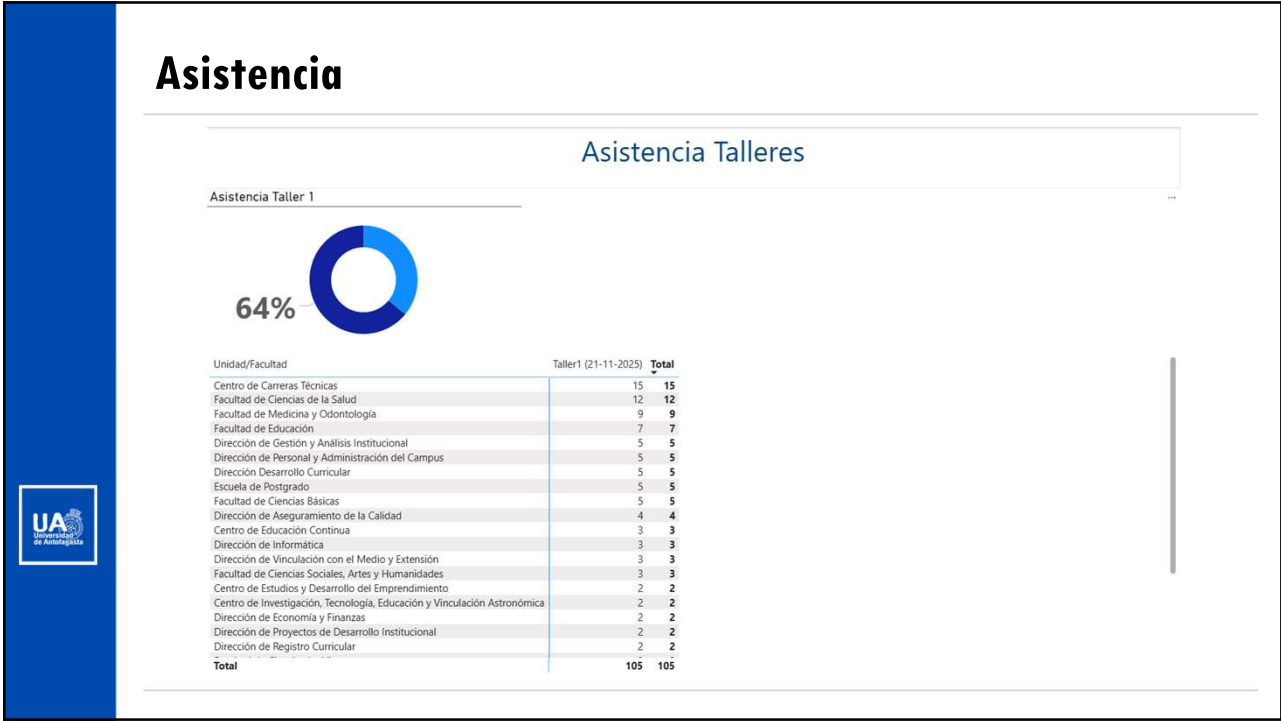 Asistencia
Asistencia Talleres
Asistencia Taller 1
64%
Unidad/Facultad Taller1 (21-11-2025) Total
Centro de Carreras Técnicas 15 15
Facultad de Ciencias de la Salud 12 12
Facultad de Medicina y Odontología 9 9
Facultad de Educación 7 7
Dirección de Gestión y Análisis Institucional 5 5
Dirección de Personal y Administración del Campus 5 5
Dirección Desarrollo Curricular 5 5
Escuela de Postgrado 5 5
Facultad de Ciencias Básicas 5 5
Dirección de Aseguramiento de la Calidad 4 4
Centro de Educación Continua 3 3
Dirección de Informática 3 3
Dirección de Vinculación con el Medio y Extensión 3 3
Facultad de Ciencias Sociales, Artes y Humanidades 3 3
Centro de Estudios y Desarrollo del Emprendimiento 2 2
Centro de Investigación, Tecnología, Educación y Vinculación Astronómica 2 2
Dirección de Economía y Finanzas 2 2
Dirección de Proyectos de Desarrollo Institucional 2 2
Dirección de Registro Curricular 2 2
Total 105 105
UA
Universidad
de Antofagasta